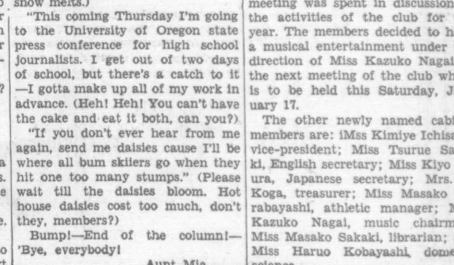 snow melts.)
"This coming Thursday I'm going
to the University of Oregon state
press conference for high school
journalists. I get out of two days
of school, but there's a catch to it
—I gotta make up all of my work in
advance. (Heh! Heh! You can't have
the cake and eat it both, can you?)
"If you don't ever hear from me
again, send me daisies cause I'll be
where all bum skiiers go when they
hit one too many stumps." (Please
wait till the daisies bloom. Hot
house daisies cost too much, don't
they, members?)
Bump!—End of the column!—
'Bye, everybody!
Aunt Mia
meeting was spent in discussion
the activities of the club for
year. The members decided to h
a musical entertainment under
direction of Miss Kazuko Nagai
the next meeting of the club wh
is to be held this Saturday, J
uary 17.
The other newly named cabi
members are: iMss Kimiye Ichisa
vice-president; Miss Tsurue Sa
ki, English secretary; Miss Kiyo
ura, Japanese secretary; Mrs.
Koga, treasurer; Miss Masako
rabayashi, athletic manager; M
Kazuko Nagai, music chairm
Miss Masako Sakaki, librarian;
Miss Haruo Kobayashi, dome